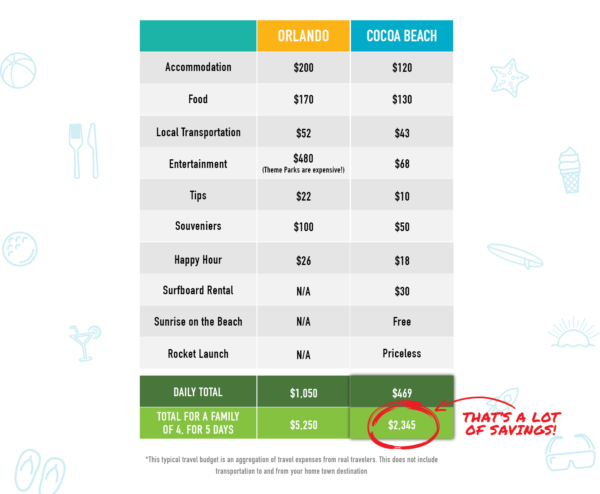 ORLANDO COCOA BEACH
Accommodation $200 $120
Food $170 $130
Local Transportation $52 $43
Entertainment $480 $68
(Theme Parks are expensive!)
Tips $22 $10
Souveniers $100 $50
Happy Hour $26 $18
Surfboard Rental N/A $30
Sunrise on the Beach N/A Free
Rocket Launch N/A Priceless
DAILY TOTAL $1,050 $469
TOTAL FOR A FAMILY
OF 4, FOR 5 DAYS $5,250 $2,345
THAT'S A LOT
OF SAVINGS!
*This typical travel budget is an aggregation of travel expenses from real travelers. This does not include
transportation to and from your home town destination